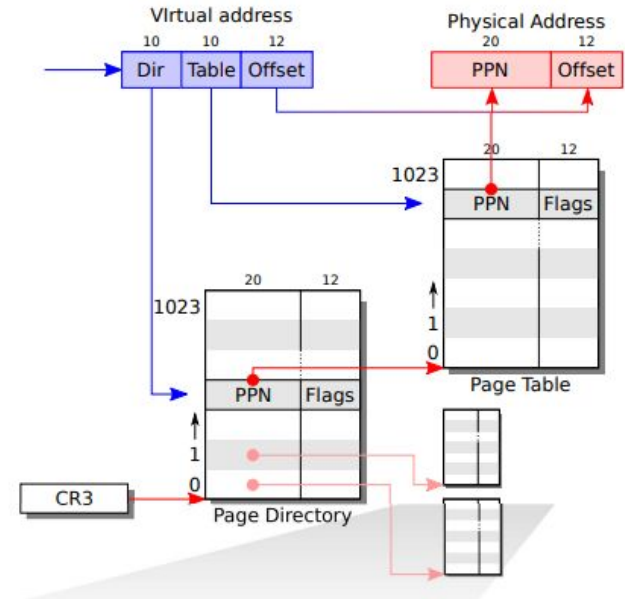 VIrtual address
10 10 12
Dir Table Offset
Physical Address
20 12
PPN Offset
20 12
1023
PPN Flags
1
0
Page Table
20 12
1023
PPN Flags
1
0
Page Directory
CR3